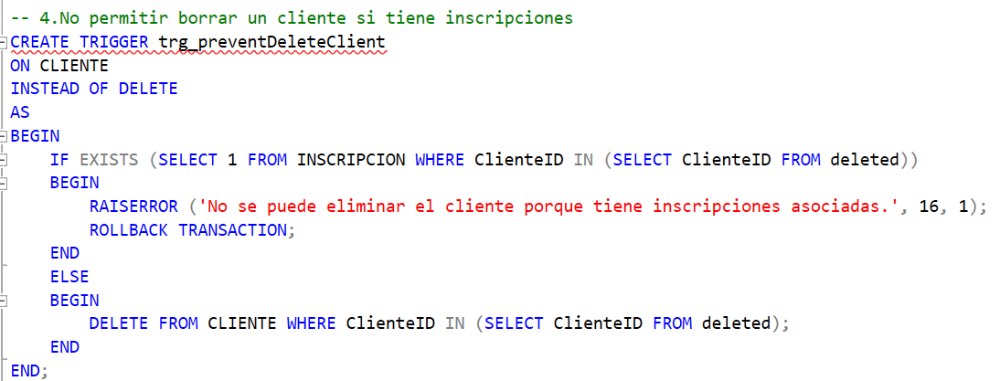 -- 4.No permitir borrar un cliente si tiene inscripciones
CREATE TRIGGER trg_preventDeleteClient
ON CLIENTE
INSTEAD OF DELETE
AS
BEGIN
    IF EXISTS (SELECT 1 FROM INSCRIPCION WHERE ClienteID IN (SELECT ClienteID FROM deleted))
    BEGIN
        RAISERROR ('No se puede eliminar el cliente porque tiene inscripciones asociadas.', 16, 1);
        ROLLBACK TRANSACTION;
    END
    ELSE
    BEGIN
        DELETE FROM CLIENTE WHERE ClienteID IN (SELECT ClienteID FROM deleted);
    END
END;